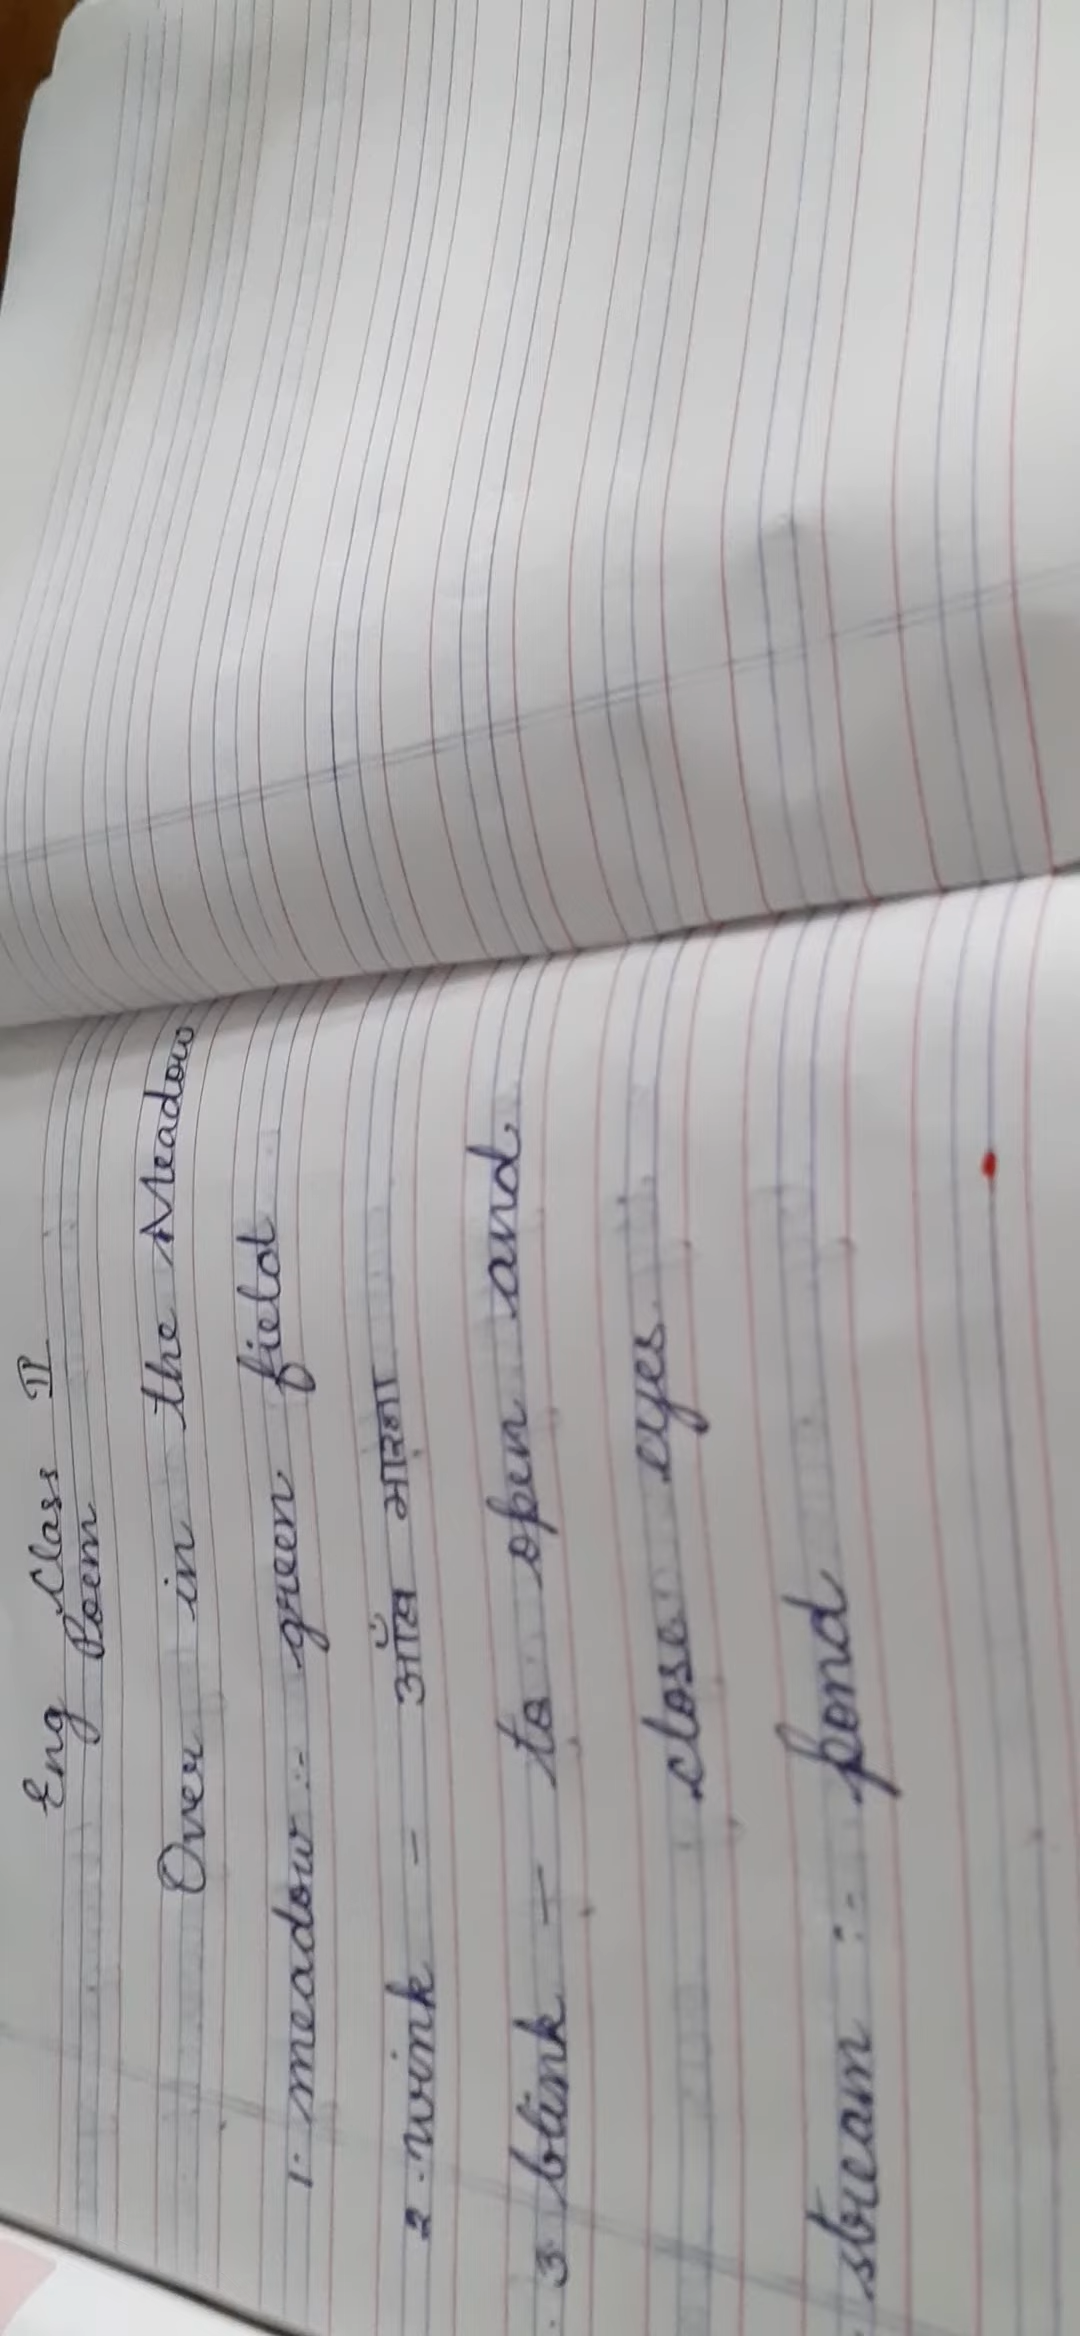 Eng Class II
Poem
Over in the Meadow
1. meadow :- green field
2. wink - आँख मारना
3. blink - to open and
close eyes.
stream :- pond